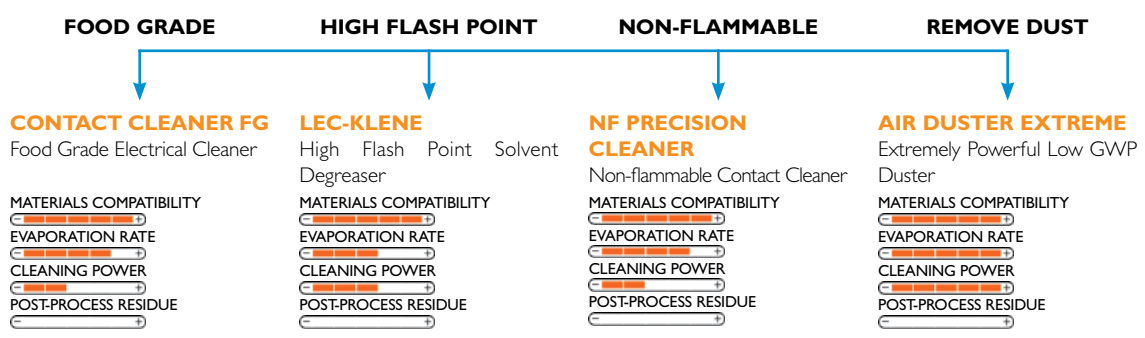 FOOD GRADE
HIGH FLASH POINT
NON-FLAMMABLE
REMOVE DUST
CONTACT CLEANER FG
Food Grade Electrical Cleaner
MATERIALS COMPATIBILITY
- +
EVAPORATION RATE
- +
CLEANING POWER
- +
POST-PROCESS RESIDUE
- +
LEC-KLENE
High Flash Point Solvent
Degreaser
MATERIALS COMPATIBILITY
- +
EVAPORATION RATE
- +
CLEANING POWER
- +
POST-PROCESS RESIDUE
- +
NF PRECISION
CLEANER
Non-flammable Contact Cleaner
MATERIALS COMPATIBILITY
- +
EVAPORATION RATE
- +
CLEANING POWER
- +
POST-PROCESS RESIDUE
- +
AIR DUSTER EXTREME
Extremely Powerful Low GWP
Duster
MATERIALS COMPATIBILITY
- +
EVAPORATION RATE
- +
CLEANING POWER
- +
POST-PROCESS RESIDUE
- +